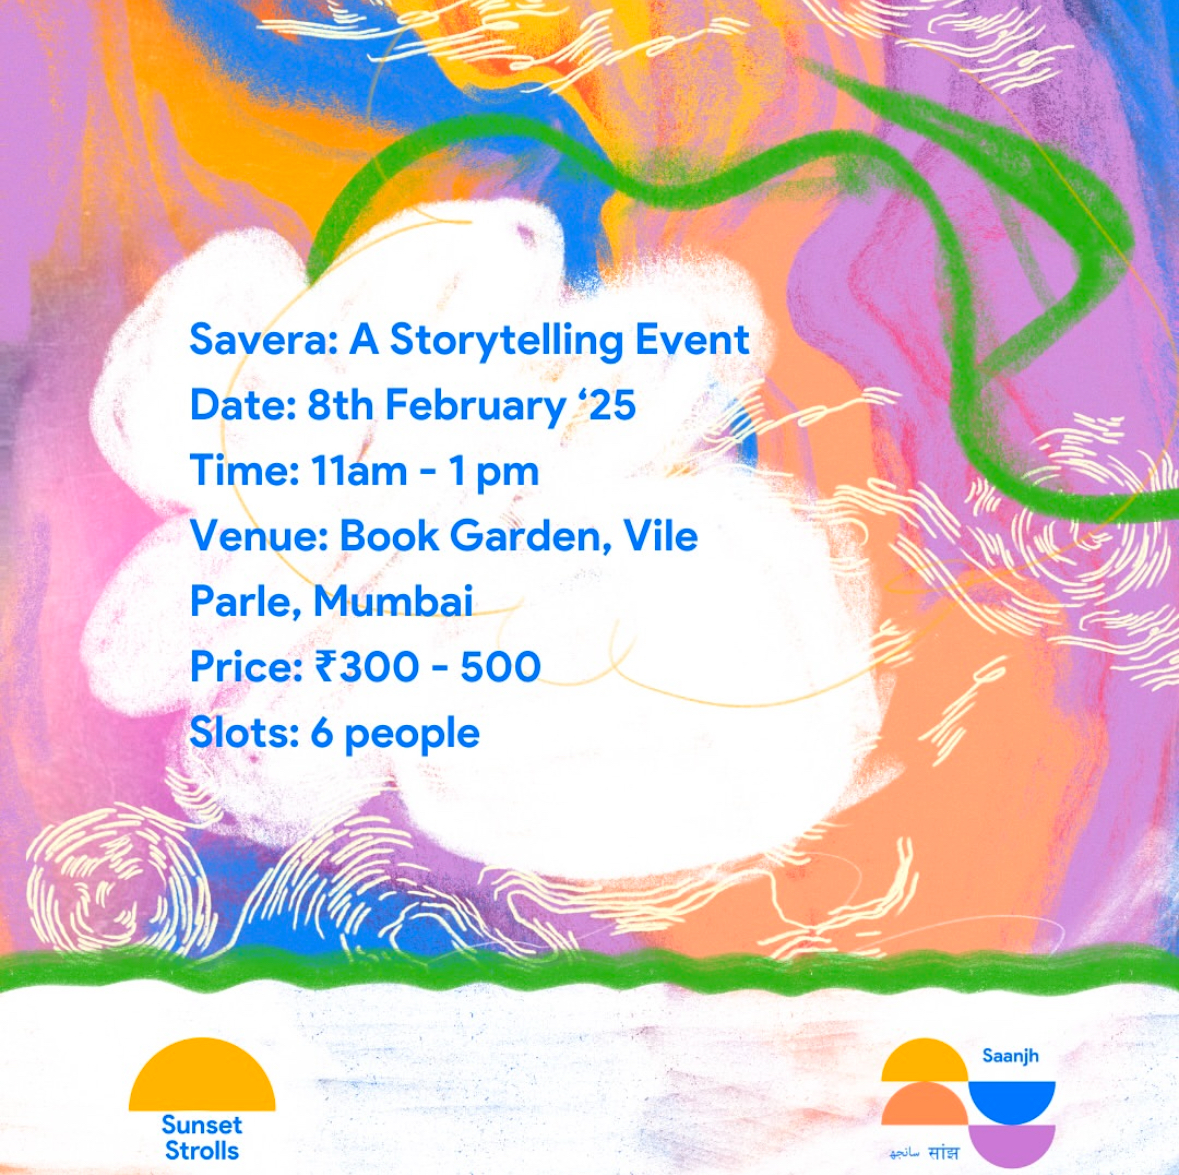 Savera: A Storytelling Event
Date: 8th February ‘25
Time: 11am - 1 pm
Venue: Book Garden, Vile
Parle, Mumbai
Price: ₹300 - 500
Slots: 6 people
Sunset
Strolls
Saanjh
سانجھ सांझ